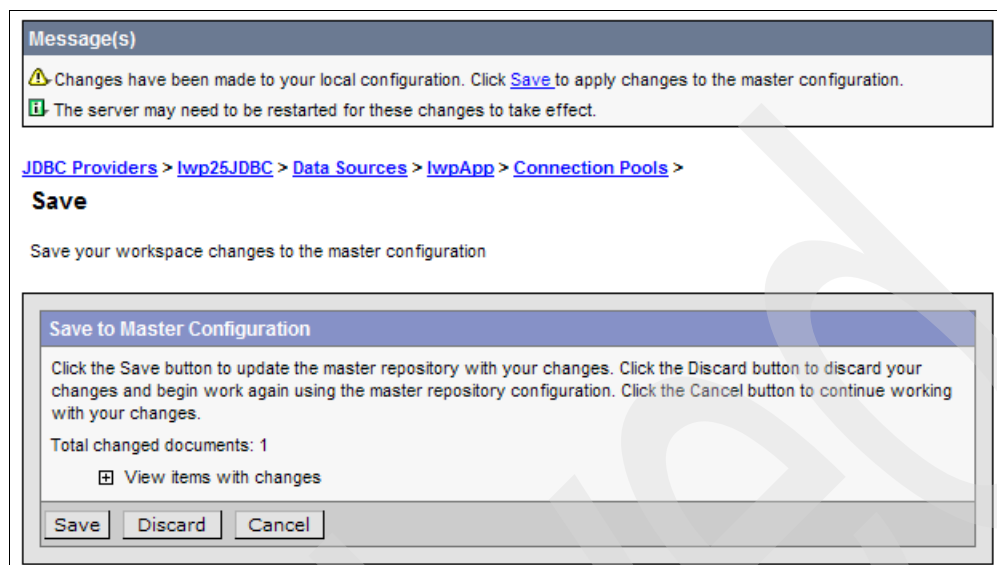 Message(s)
Changes have been made to your local configuration. Click Save to apply changes to the master configuration.
The server may need to be restarted for these changes to take effect.
JDBC Providers > lwp25JDBC > Data Sources > lwpApp > Connection Pools >
Save
Save your workspace changes to the master configuration
Save to Master Configuration
Click the Save button to update the master repository with your changes. Click the Discard button to discard your
changes and begin work again using the master repository configuration. Click the Cancel button to continue working
with your changes.
Total changed documents: 1
View items with changes
Save Discard Cancel